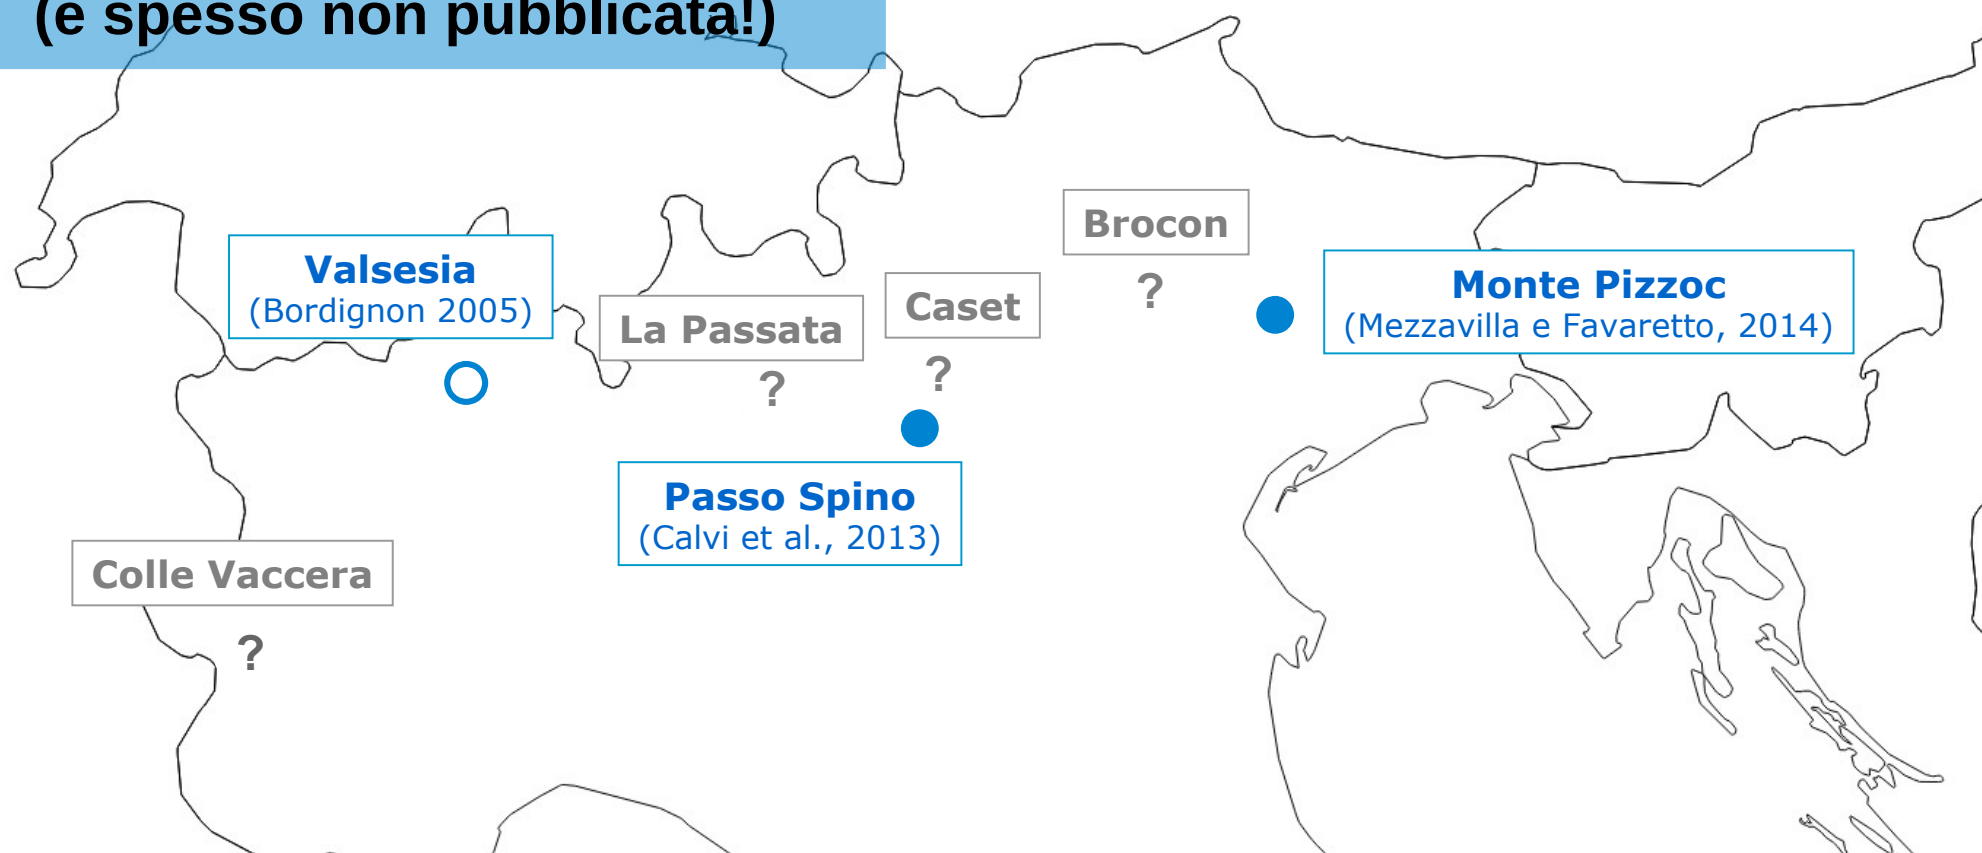 (e spesso non pubblicata!)
Brocon
?
Valsesia
(Bordignon 2005)
Monte Pizzoc
(Mezzavilla e Favaretto, 2014)
Caset
?
La Passata
?
Passo Spino
(Calvi et al., 2013)
Colle Vaccera
?